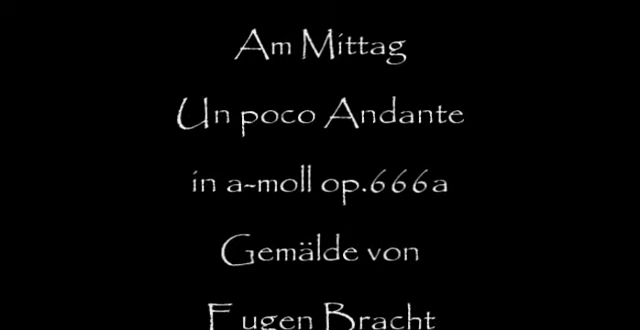 Am Mittag
Un poco Andante
in a-moll op.666a
Gemälde von
Eugen Bracht